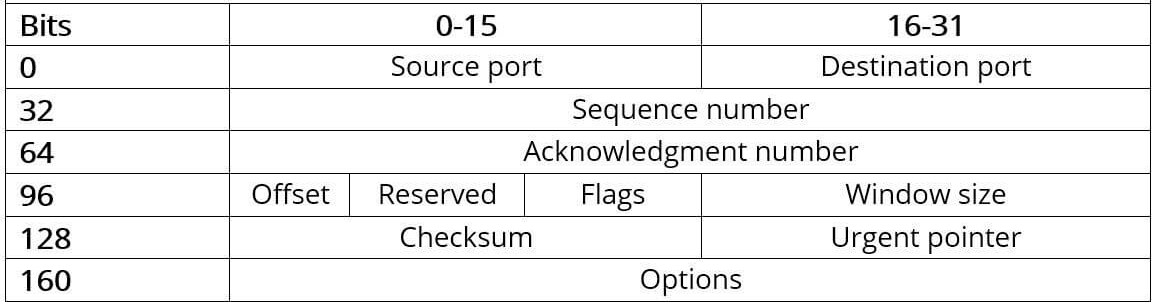 Bits 0-15 16-31
0 Source port Destination port
32 Sequence number
64 Acknowledgment number
96 Offset Reserved Flags Window size
128 Checksum Urgent pointer
160 Options